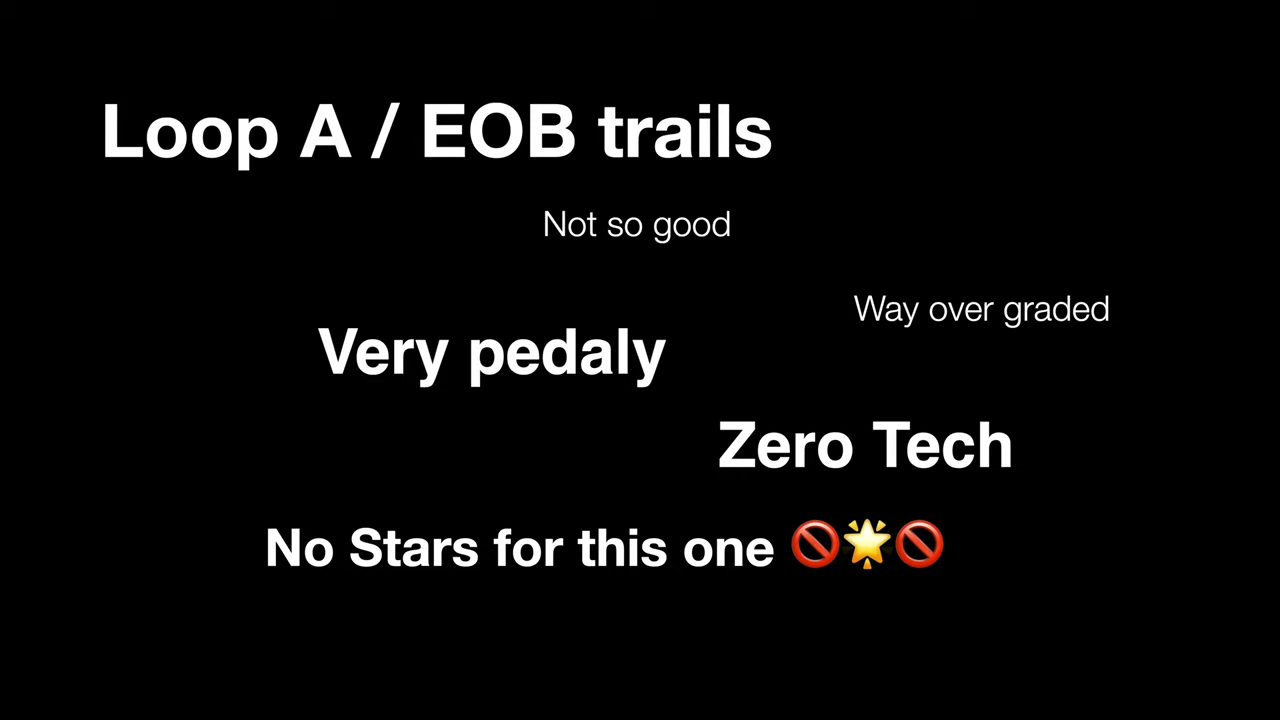 Loop A / EOB trails
Not so good
Way over graded
Very pedaly
Zero Tech
No Stars for this one 🚫🌟🚫